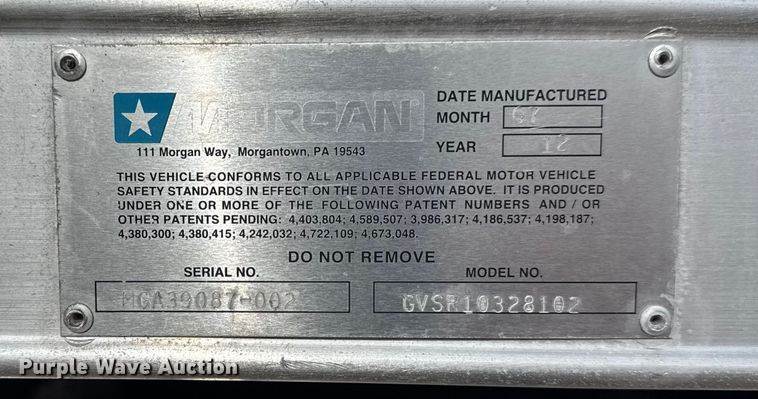 MORGAN®
111 Morgan Way, Morgantown, PA 19543
DATE MANUFACTURED
MONTH 07
YEAR 12
THIS VEHICLE CONFORMS TO ALL APPLICABLE FEDERAL MOTOR VEHICLE
SAFETY STANDARDS IN EFFECT ON THE DATE SHOWN ABOVE. IT IS PRODUCED
UNDER ONE OR MORE OF THE FOLLOWING PATENT NUMBERS AND / OR
OTHER PATENTS PENDING: 4,403,804; 4,589,507; 3,986,317; 4,186,537; 4,198,187;
4,380,300; 4,380,415; 4,242,032; 4,722,109; 4,673,048.
DO NOT REMOVE
SERIAL NO. MODEL NO.
MGA39087-002 GVSR10328102
Purple Wave Auction